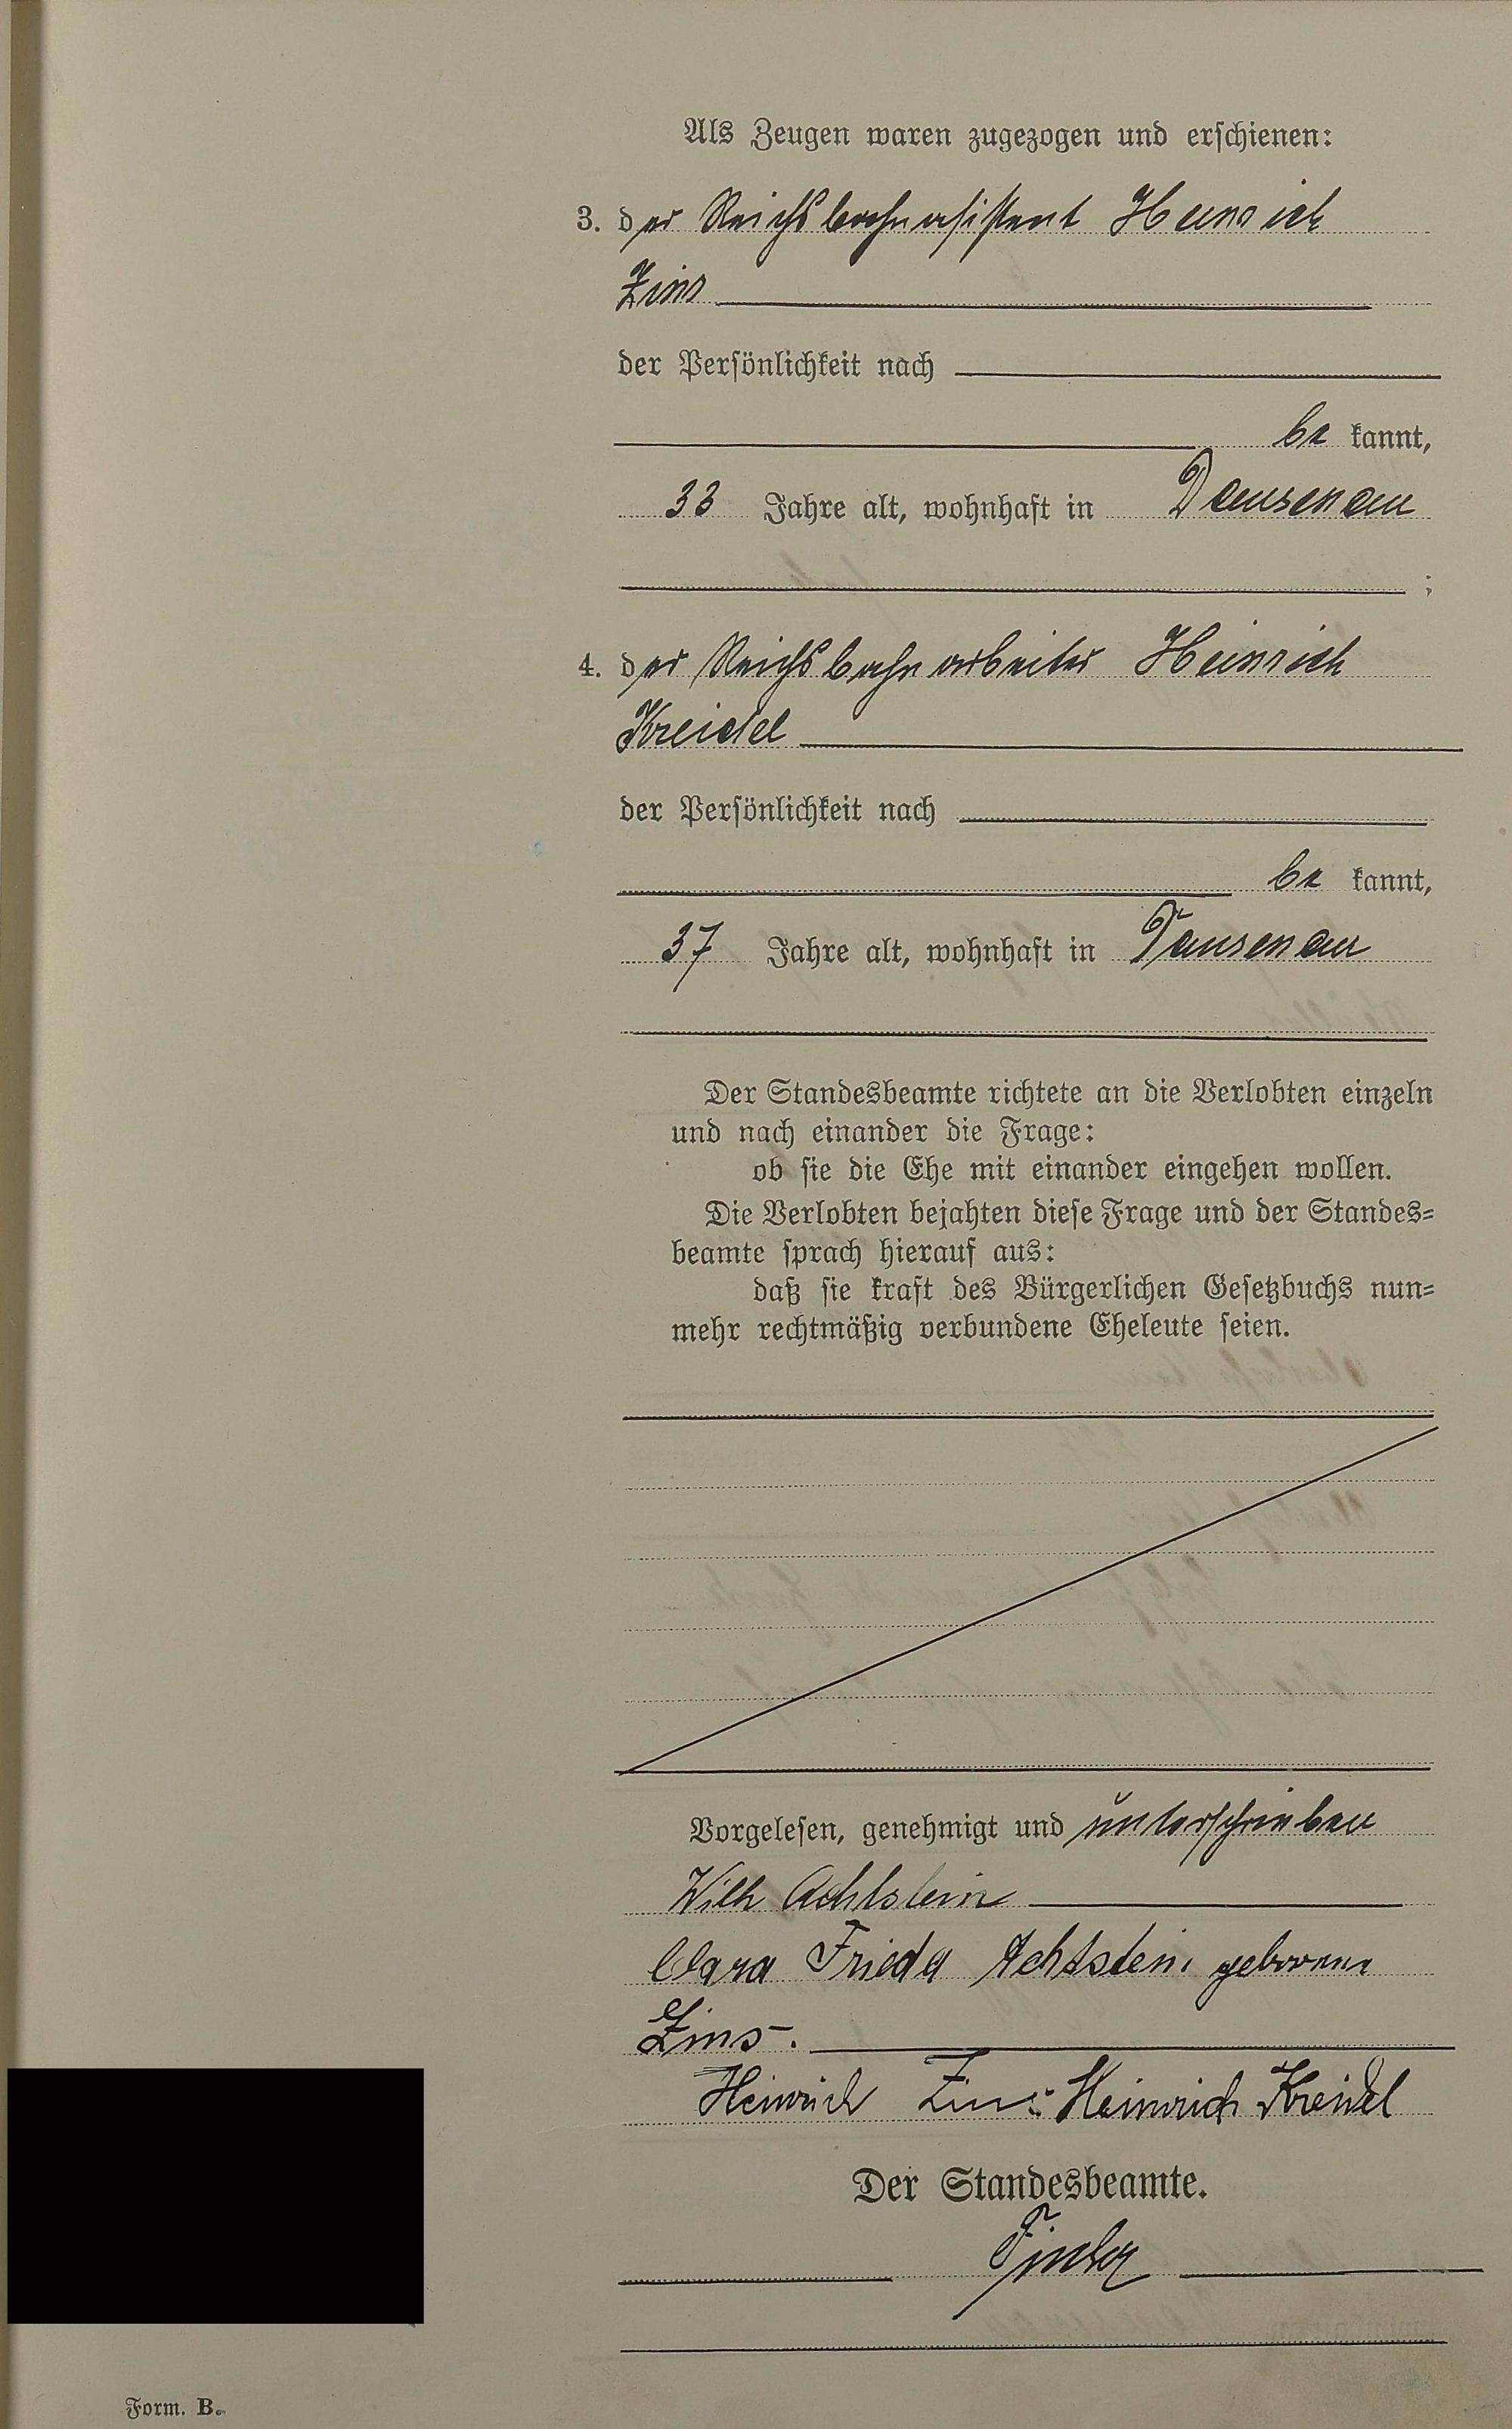 Als Zeugen waren zugezogen und erschienen:
3. der Reichsbahnassistent Heinrich
Zins
der Persönlichkeit nach
be kannt,
33 Jahre alt, wohnhaft in Dausenau
;
4. der Reichsbahnarbeiter Heinrich
Kreidel
der Persönlichkeit nach
be kannt,
37 Jahre alt, wohnhaft in Dausenau
Der Standesbeamte richtete an die Verlobten einzeln
und nach einander die Frage:
ob sie die Ehe mit einander eingehen wollen.
Die Verlobten bejahten diese Frage und der Standes=
beamte sprach hierauf aus:
daß sie kraft des Bürgerlichen Gesetzbuchs nun=
mehr rechtmäßig verbundene Eheleute seien.
Vorgelesen, genehmigt und unterschrieben
Wilh Achtstein
Clara Frieda Achtstein geborene
Zins.
Heinrich Zins Heinrich Kreidel
Der Standesbeamte.
Form. B.